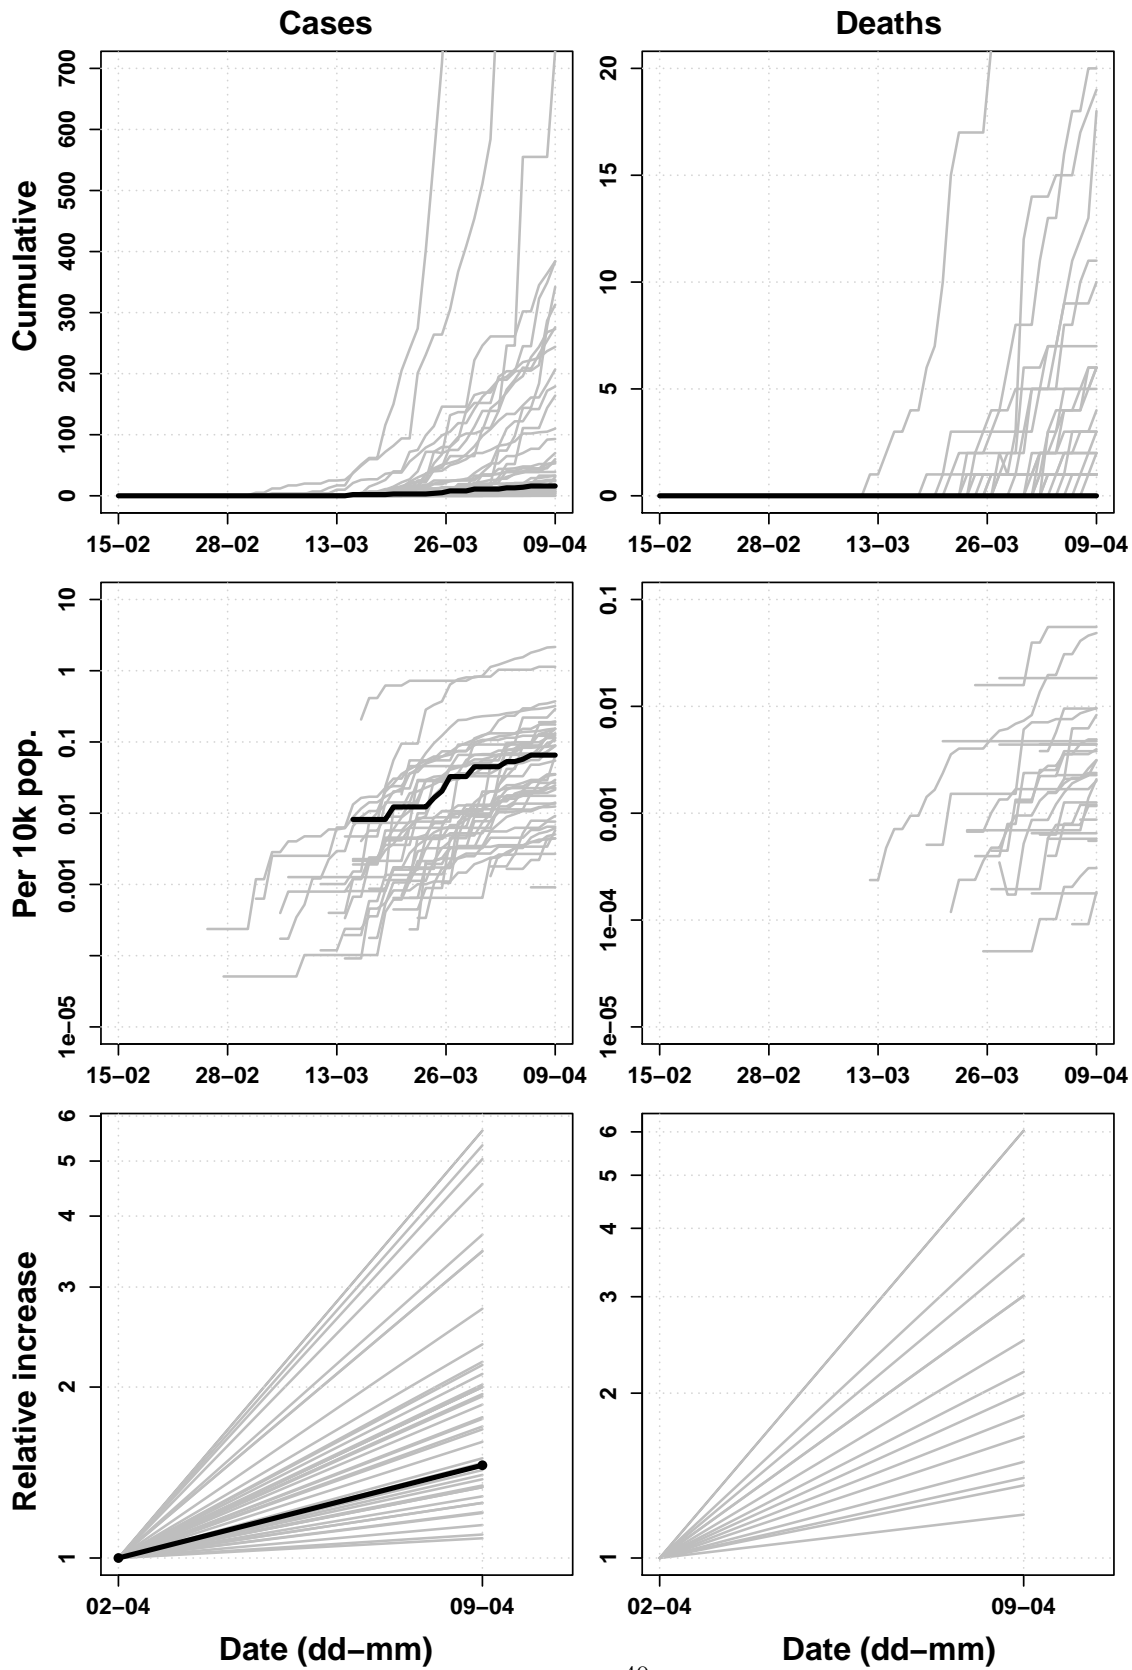 Cases
Deaths
Cumulative
0 100 200 300 400 500 600 700
15−02 28−02 13−03 26−03 09−04
0 5 10 15 20
15−02 28−02 13−03 26−03 09−04
Per 10k pop.
1e−05 0.001 0.01 0.1 1 10
15−02 28−02 13−03 26−03 09−04
1e−05 1e−04 0.001 0.01 0.1
15−02 28−02 13−03 26−03 09−04
Relative increase
1 2 3 4 5 6
02−04 09−04
Date (dd−mm)
1 2 3 4 5 6
02−04 09−04
Date (dd−mm)